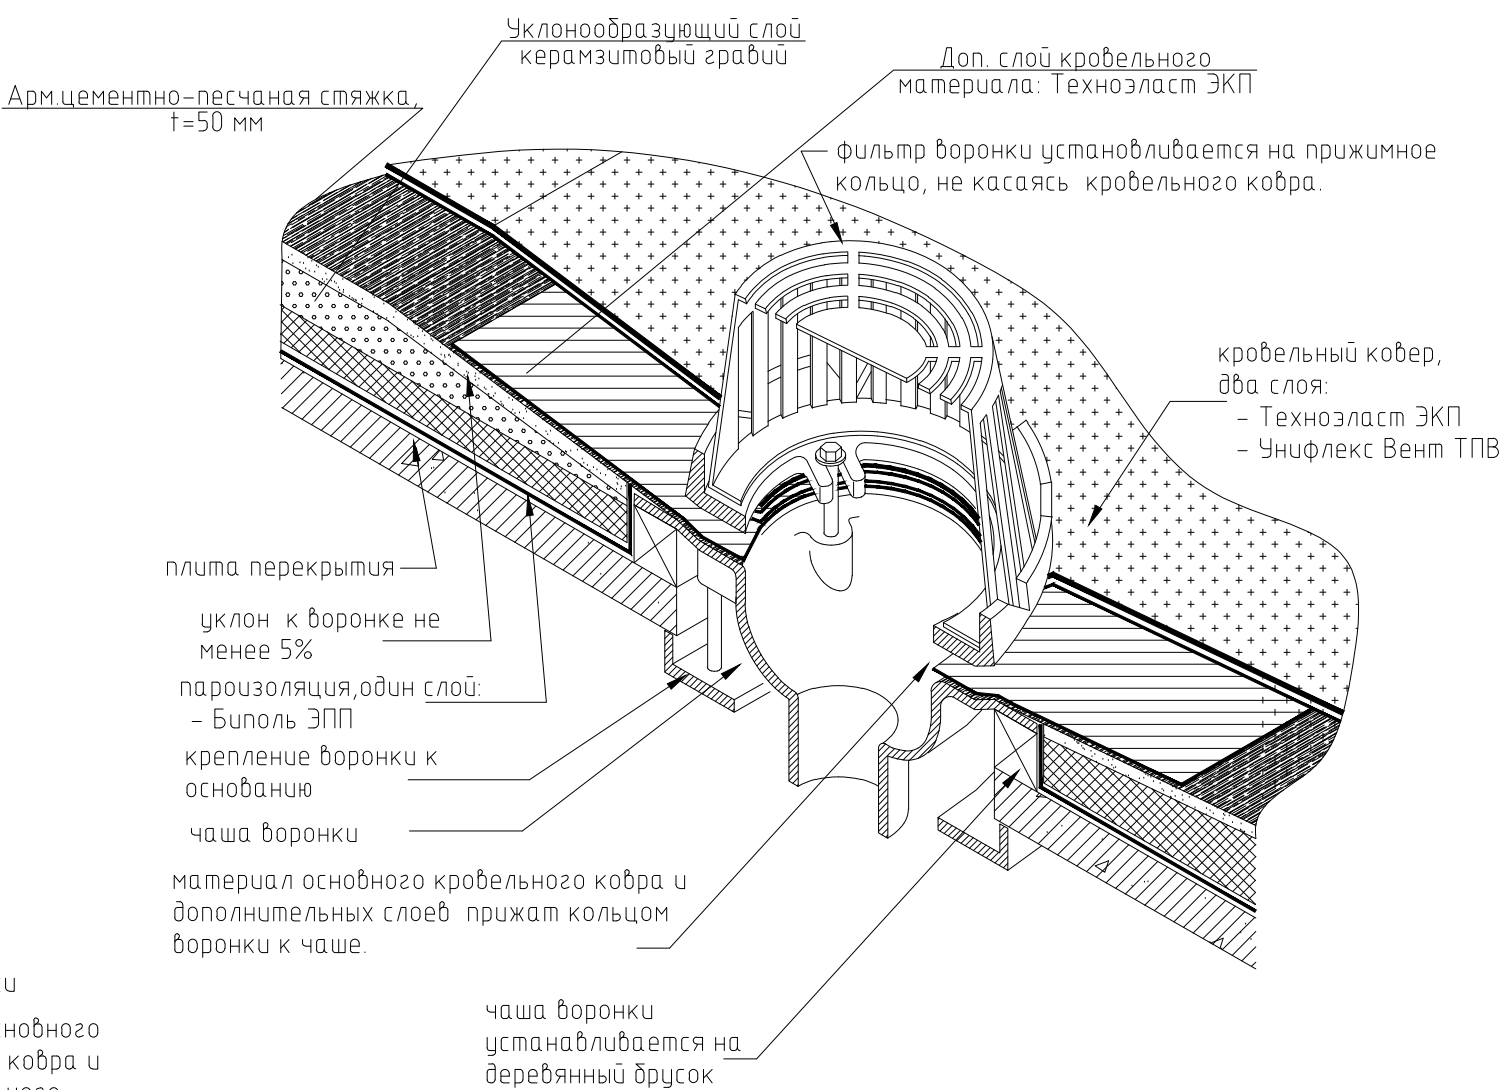 Уклонообразующий слой
керамзитовый гравий
Доп. слой кровельного
материала: Техноэласт ЭКП
Арм.цементно-песчаная стяжка,
t=50 мм
фильтр воронки установливается на прижимное
кольцо, не касаясь кровельного ковра.
кровельный ковер,
два слоя:
- Техноэласт ЭКП
- Унифлекс Вент ТПВ
плита перекрытия
уклон к воронке не
менее 5%
пароизоляция,один слой:
- Биполь ЭПП
крепление воронки к
основанию
чаша воронки
материал основного кровельного ковра и
дополнительных слоев прижат кольцом
воронки к чаше.
чаша воронки
устанавливается на
деревянный брусок
ковра и